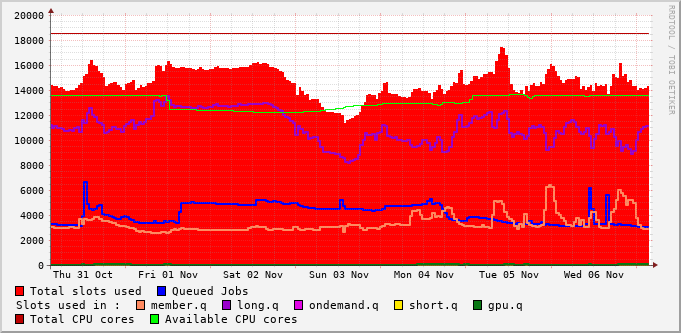 20000
18000
16000
14000
12000
10000
8000
6000
4000
2000
0
Thu 31 Oct Fri 01 Nov Sat 02 Nov Sun 03 Nov Mon 04 Nov Tue 05 Nov Wed 06 Nov
Total slots used Queued Jobs
Slots used in : member.q long.q ondemand.q short.q gpu.q
Total CPU cores Available CPU cores
RRDTOOL / TOBI OETIKER